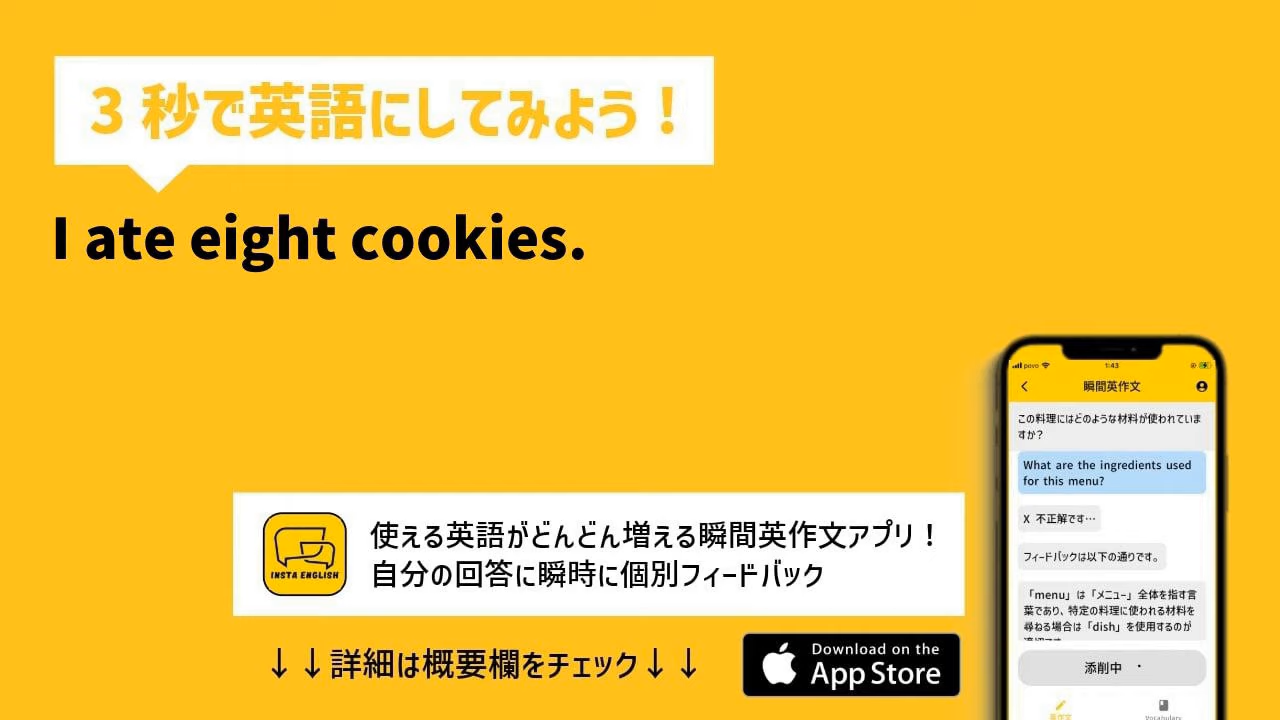 3 秒で英語にしてみよう！
I ate eight cookies.
povo 1:43
瞬間英作文
この料理にはどのような材料が使われていま
すか？
What are the ingredients used
for this menu?
X 不正解です…
フィードバックは以下の通りです。
「menu」は「メニュー」全体を指す言
葉であり、特定の料理に使われる材料を
尋ねる場合は「dish」を使用するのが
添削中
英作文 Vocabulary
INSTA ENGLISH
使える英語がどんどん増える瞬間英作文アプリ！
自分の回答に瞬時に個別フィードバック
↓↓詳細は概要欄をチェック↓↓
Download on the
App Store